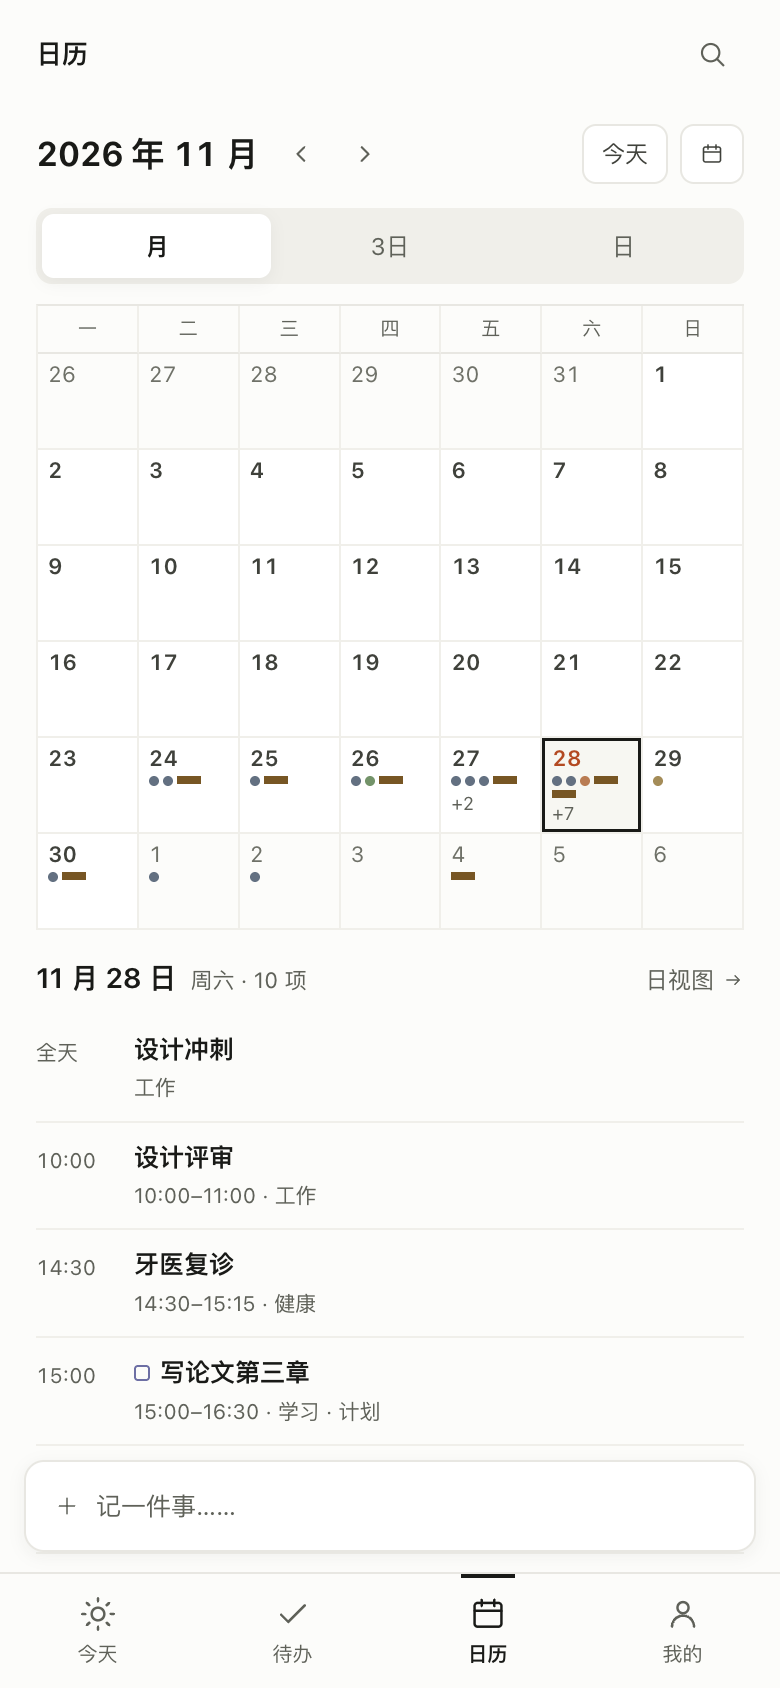 日历
2026 年 11 月
今天
月 3日 日
一 二 三 四 五 六 日
26 27 28 29 30 31 1
2 3 4 5 6 7 8
9 10 11 12 13 14 15
16 17 18 19 20 21 22
23 24 25 26 27 28 29
+2 +7
30 1 2 3 4 5 6
11 月 28 日 周六 · 10 项 日视图 →
全天 设计冲刺
工作
10:00 设计评审
10:00–11:00 · 工作
14:30 牙医复诊
14:30–15:15 · 健康
15:00 写论文第三章
15:00–16:30 · 学习 · 计划
+ 记一件事……
今天 待办 日历 我的